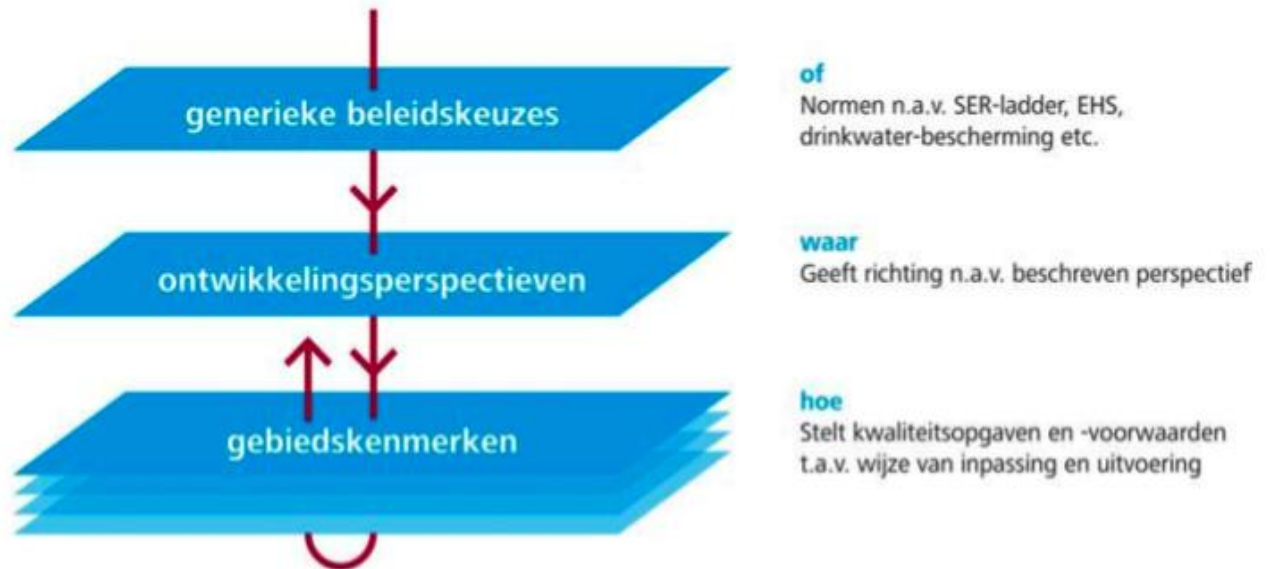 generieke beleidskeuzes
of
Normen n.a.v. SER-ladder, EHS,
drinkwater-bescherming etc.
ontwikkelingsperspectieven
waar
Geeft richting n.a.v. beschreven perspectief
gebiedskenmerken
hoe
Stelt kwaliteitsopgaven en -voorwaarden
t.a.v. wijze van inpassing en uitvoering